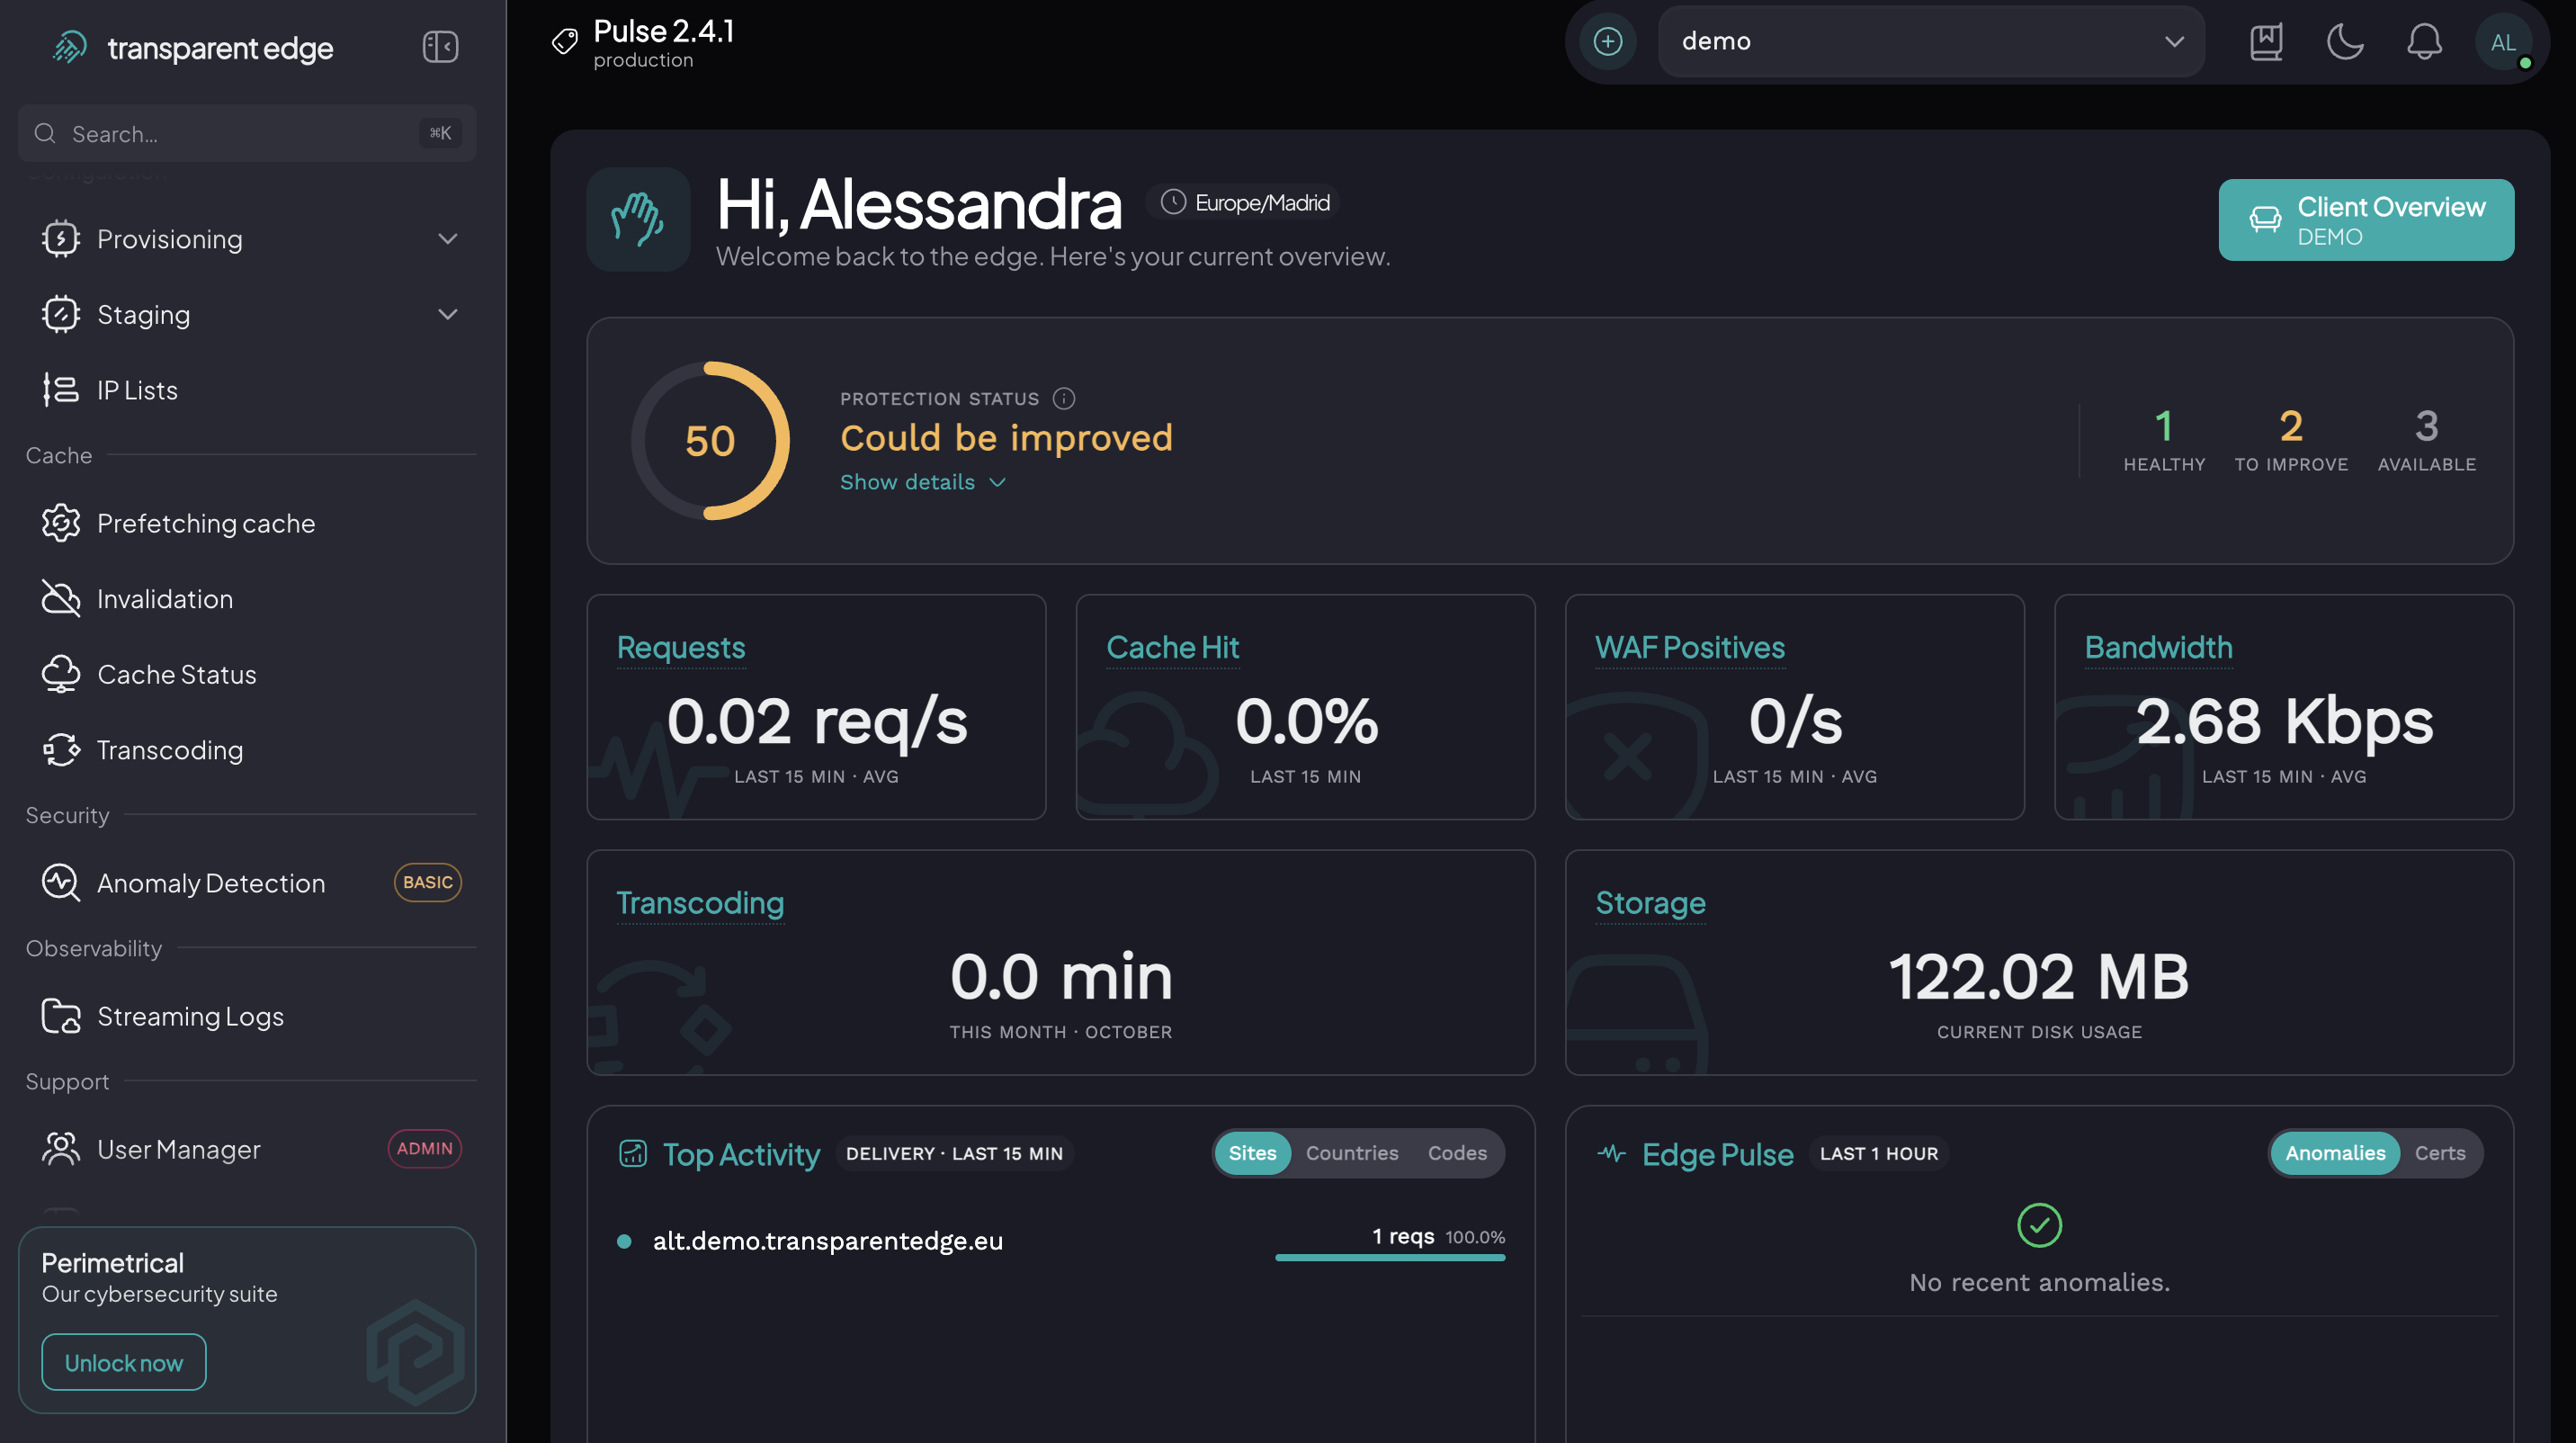 transparent edge
Search...
⌘K
Provisioning
Staging
IP Lists
Cache
Prefetching cache
Invalidation
Cache Status
Transcoding
Security
Anomaly Detection
BASIC
Observability
Streaming Logs
Support
User Manager
ADMIN
Perimetrical
Our cybersecurity suite
Unlock now
Pulse 2.4.1
production
demo
AL
Hi, Alessandra
Europe/Madrid
Welcome back to the edge. Here's your current overview.
Client Overview
DEMO
50
PROTECTION STATUS
Could be improved
Show details
1
HEALTHY
2
TO IMPROVE
3
AVAILABLE
Requests
0.02 req/s
LAST 15 MIN · AVG
Cache Hit
0.0%
LAST 15 MIN
WAF Positives
0/s
LAST 15 MIN · AVG
Bandwidth
2.68 Kbps
LAST 15 MIN · AVG
Transcoding
0.0 min
THIS MONTH · OCTOBER
Storage
122.02 MB
CURRENT DISK USAGE
Top Activity
DELIVERY · LAST 15 MIN
Sites
Countries
Codes
alt.demo.transparentedge.eu
1 reqs 100.0%
Edge Pulse
LAST 1 HOUR
Anomalies
Certs
No recent anomalies.